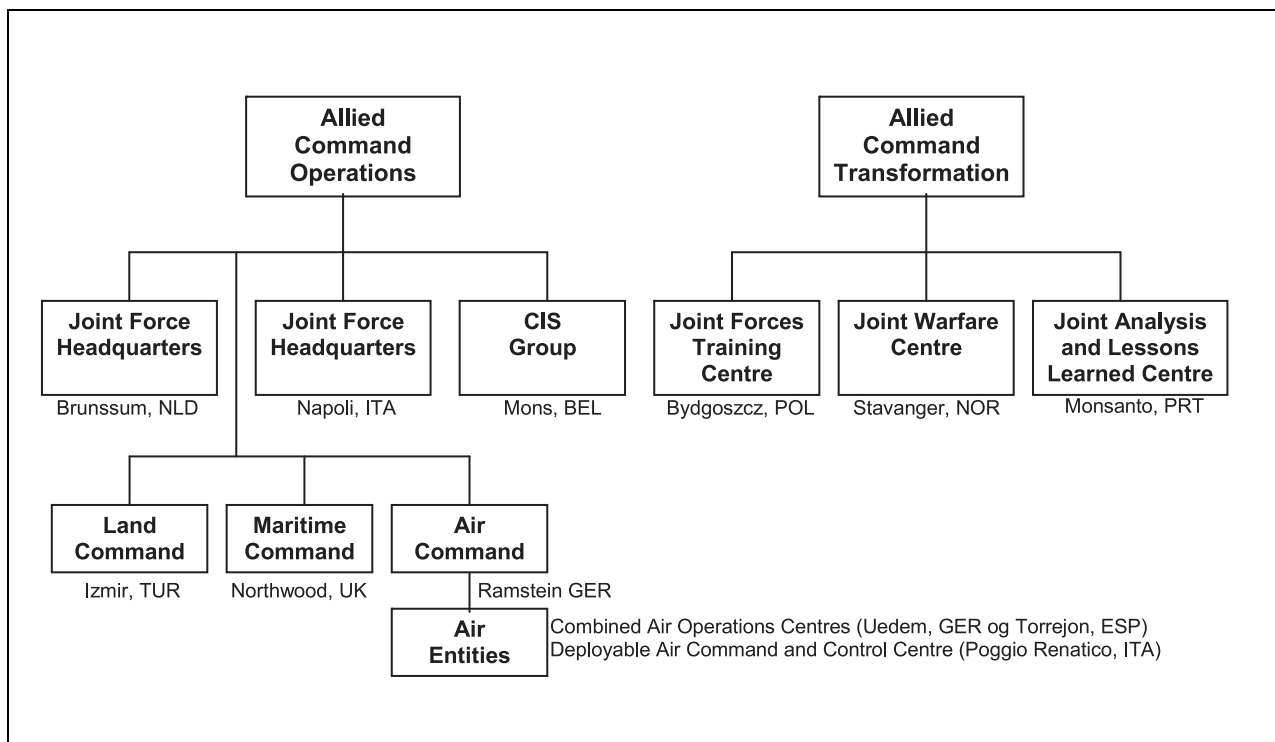 Allied
Command
Operations
Allied
Command
Transformation
Joint Force
Headquarters
Brunssum, NLD
Joint Force
Headquarters
Napoli, ITA
CIS
Group
Mons, BEL
Joint Forces
Training
Centre
Bydgoszcz, POL
Joint Warfare
Centre
Stavanger, NOR
Joint Analysis
and Lessons
Learned Centre
Monsanto, PRT
Land
Command
Izmir, TUR
Maritime
Command
Northwood, UK
Air
Command
Ramstein GER
Air
Entities
Combined Air Operations Centres (Uedem, GER og Torrejon, ESP)
Deployable Air Command and Control Centre (Poggio Renatico, ITA)